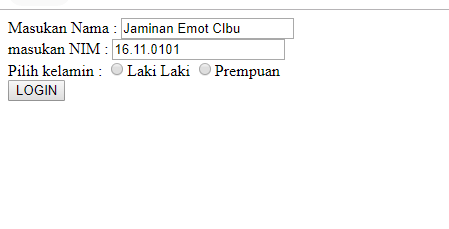 Masukan Nama : Jaminan Emot CIbu
masukan NIM : 16.11.0101
Pilih kelamin : Laki Laki Prempuan
LOGIN